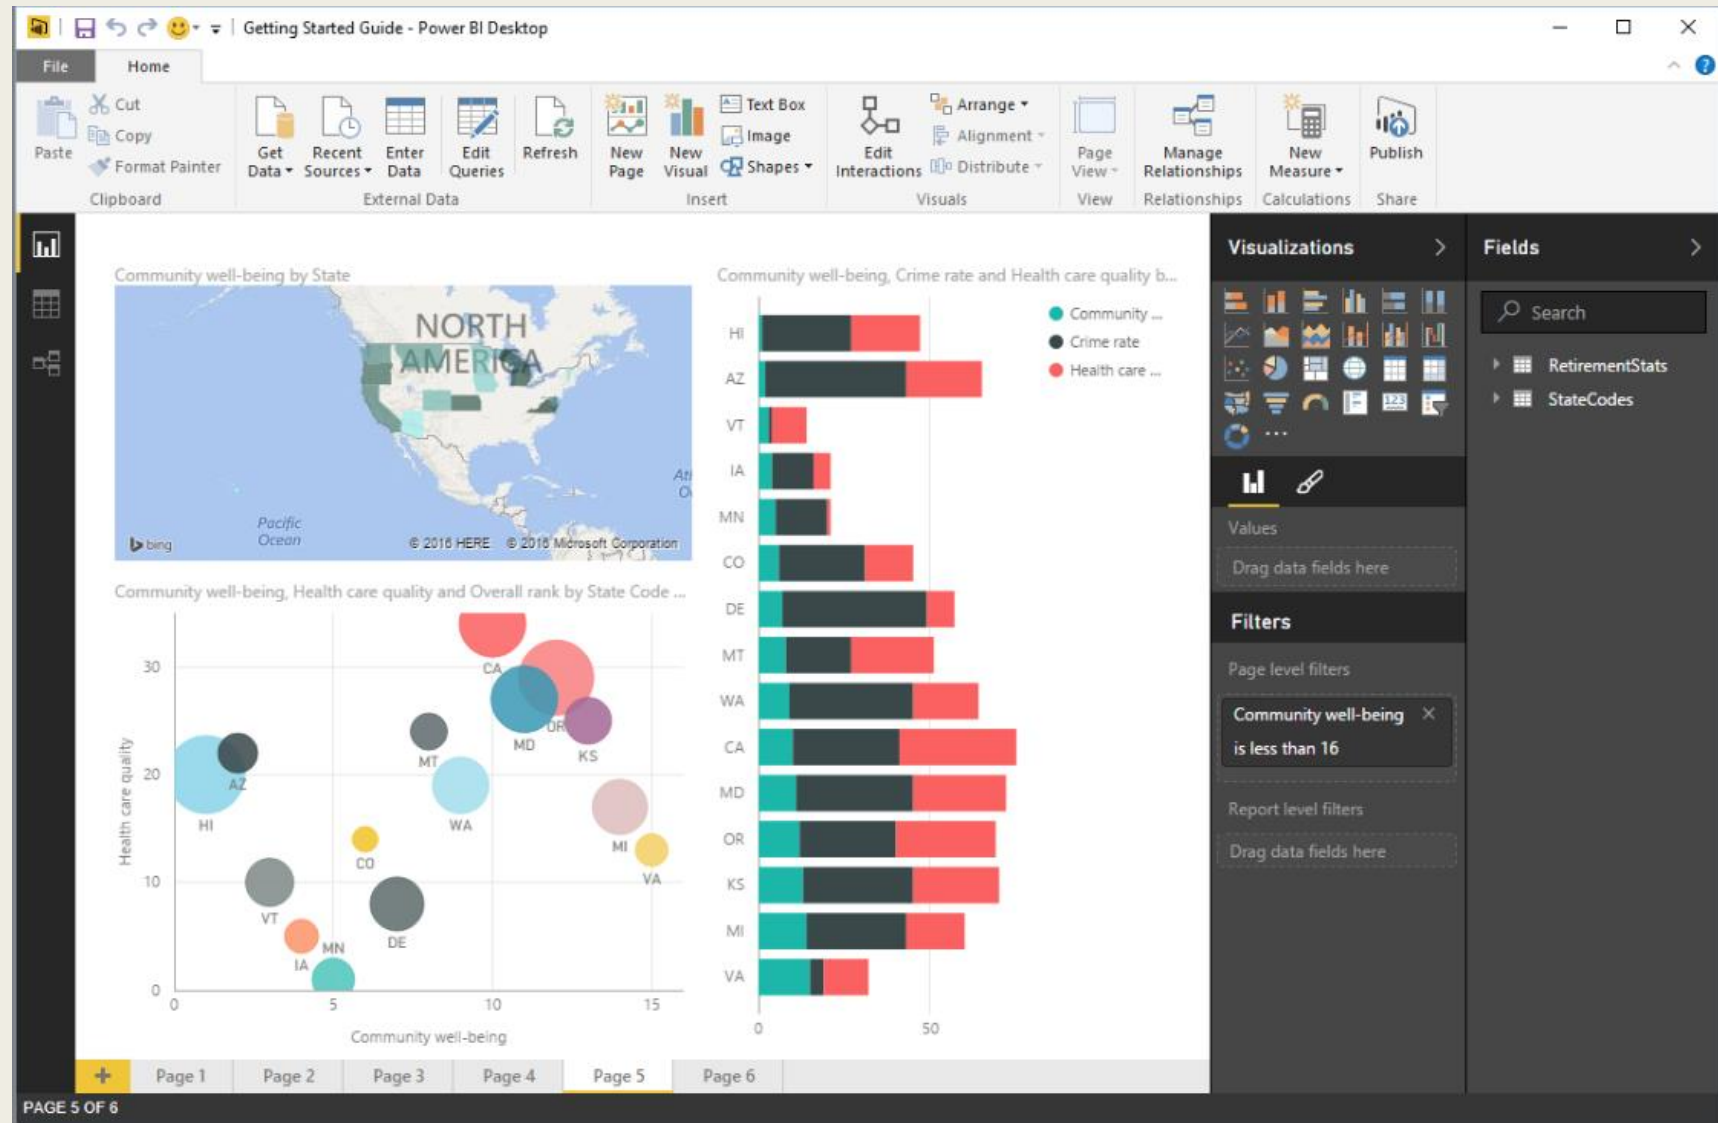 Getting Started Guide - Power BI Desktop
File
Home
Paste
Cut
Copy
Format Painter
Clipboard
Get Data
Recent Sources
Enter Data
Edit Queries
Refresh
External Data
New Page
New Visual
Text Box
Image
Shapes
Insert
Edit Interactions
Arrange
Alignment
Distribute
Visuals
Page View
View
Manage Relationships
Relationships
New Measure
Calculations
Publish
Share
Community well-being by State
NORTH
AMERICA
Pacific
Ocean
bing
© 2016 HERE © 2016 Microsoft Corporation
Community well-being, Health care quality and Overall rank by State Code ...
Health care quality
30
20
10
0
CA
OR
MD
KS
MT
AZ
HI
WA
MI
CO
VA
VT
DE
MN
IA
0 5 10 15
Community well-being
Community well-being, Crime rate and Health care quality b...
Community ...
Crime rate
Health care ...
HI
AZ
VT
IA
MN
CO
DE
MT
WA
CA
MD
OR
KS
MI
VA
0 50
Visualizations
123
Values
Drag data fields here
Filters
Page level filters
Community well-being
is less than 16
Report level filters
Drag data fields here
Fields
Search
RetirementStats
StateCodes
Page 1
Page 2
Page 3
Page 4
Page 5
Page 6
PAGE 5 OF 6